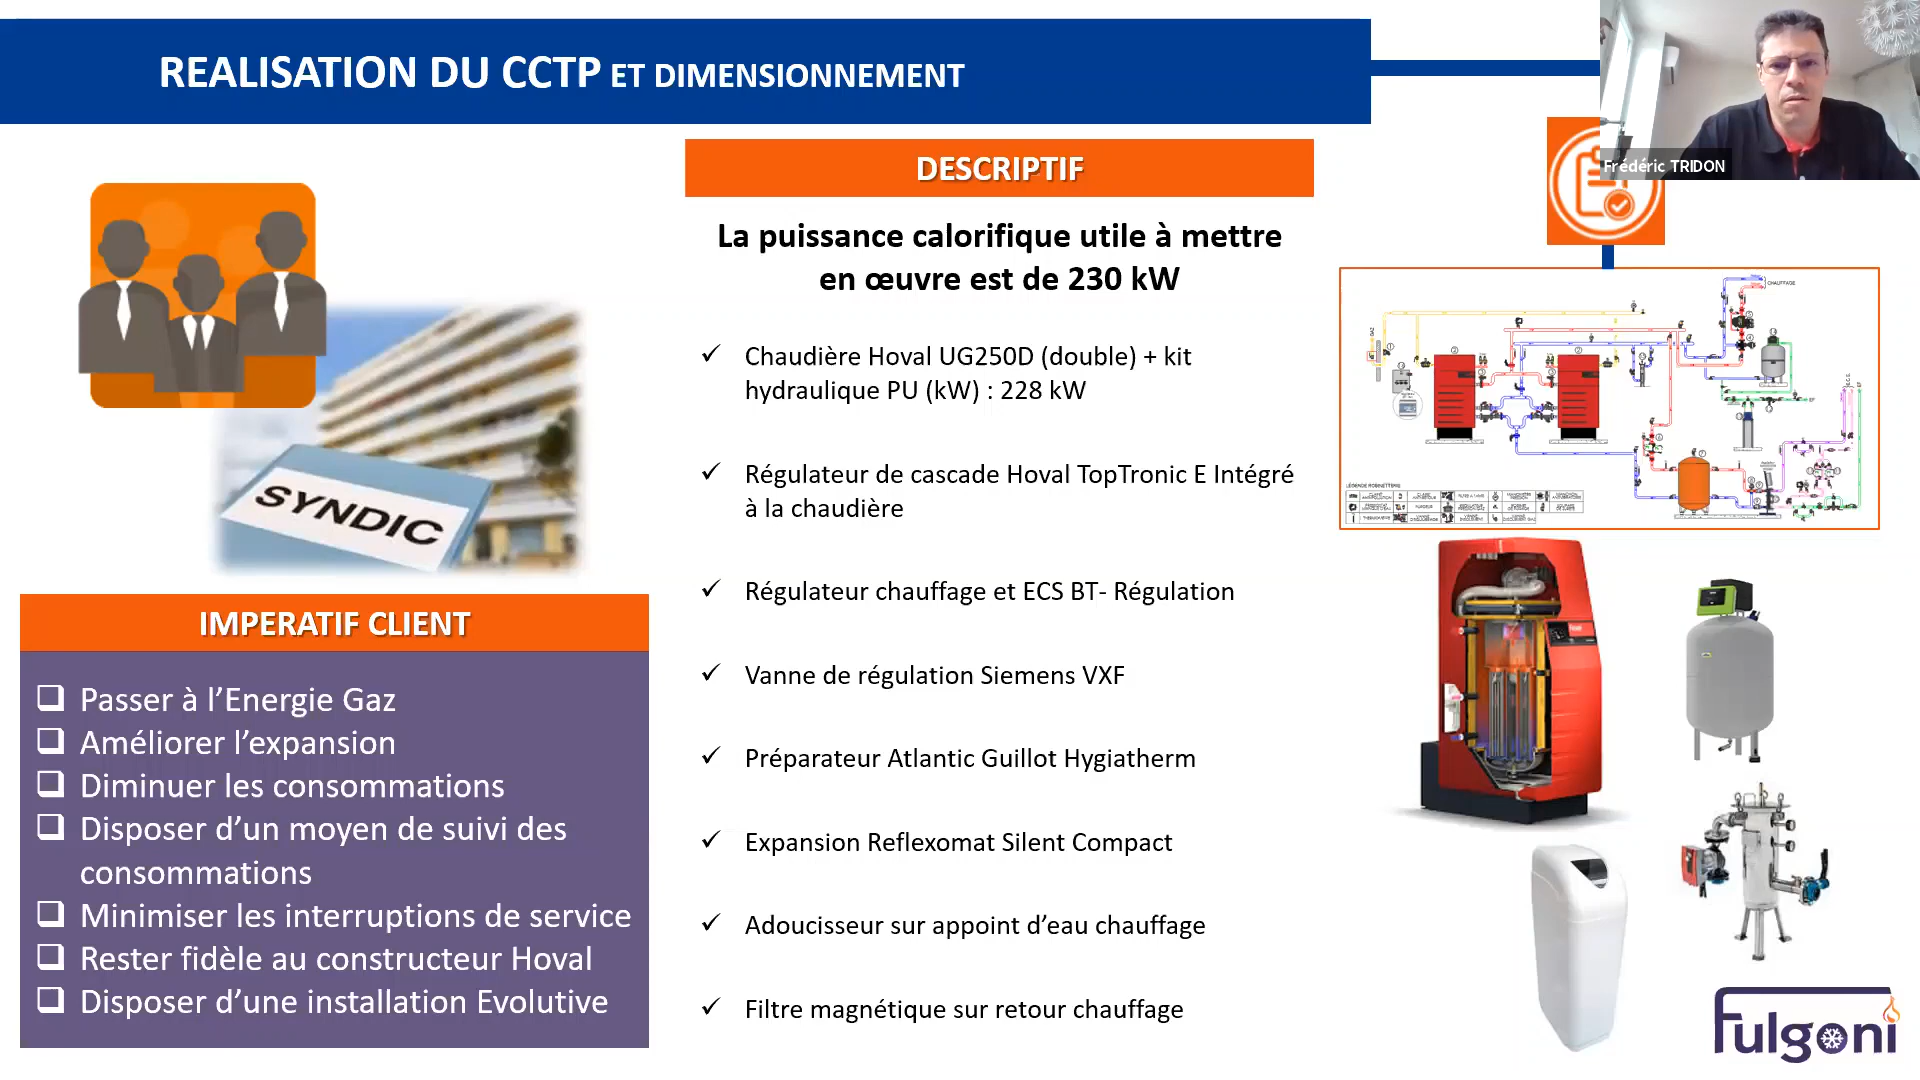 REALISATION DU CCTP ET DIMENSIONNEMENT
Frédéric TRIDON
SYNDIC
IMPERATIF CLIENT
❑ Passer à l’Energie Gaz
❑ Améliorer l’expansion
❑ Diminuer les consommations
❑ Disposer d’un moyen de suivi des
consommations
❑ Minimiser les interruptions de service
❑ Rester fidèle au constructeur Hoval
❑ Disposer d’une installation Evolutive
DESCRIPTIF
La puissance calorifique utile à mettre
en œuvre est de 230 kW
✓ Chaudière Hoval UG250D (double) + kit
hydraulique PU (kW) : 228 kW
✓ Régulateur de cascade Hoval TopTronic E Intégré
à la chaudière
✓ Régulateur chauffage et ECS BT- Régulation
✓ Vanne de régulation Siemens VXF
✓ Préparateur Atlantic Guillot Hygiatherm
✓ Expansion Reflexomat Silent Compact
✓ Adoucisseur sur appoint d’eau chauffage
✓ Filtre magnétique sur retour chauffage
CHAUFFAGE
GAZ
LÉGENDE ROBINETTERIE
Fulgoni